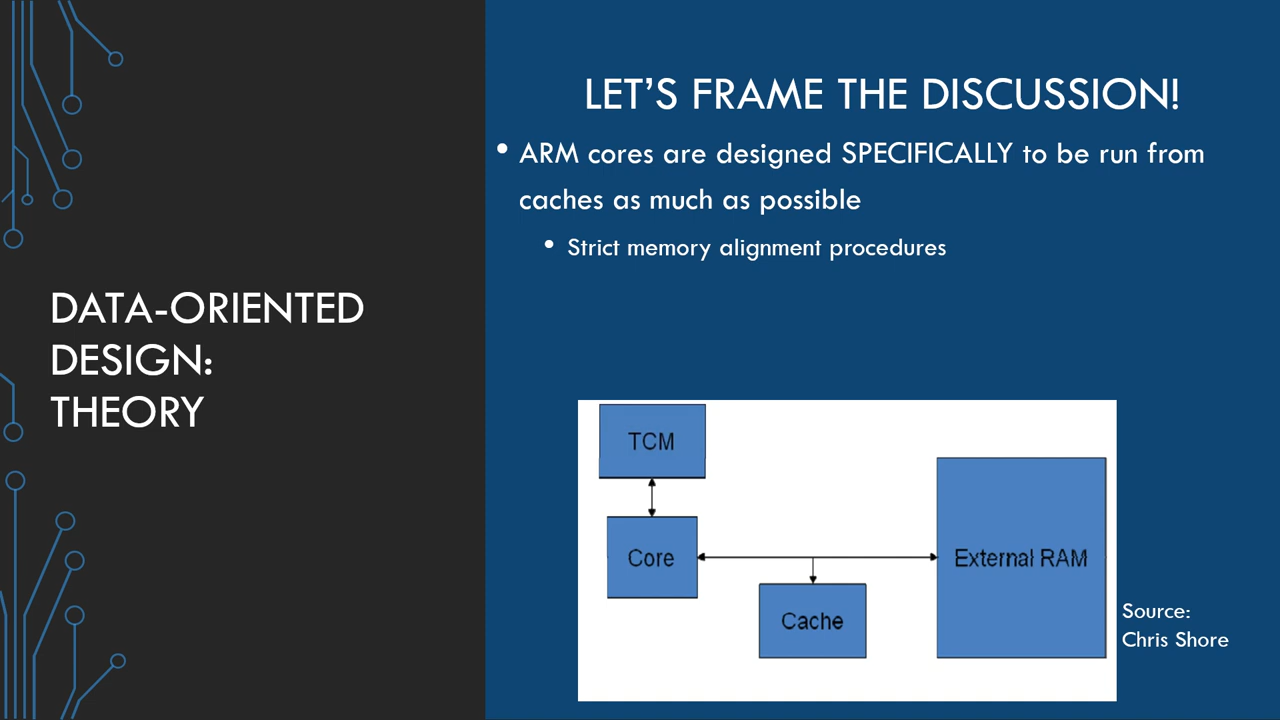 DATA-ORIENTED
DESIGN:
THEORY
LET’S FRAME THE DISCUSSION!
• ARM cores are designed SPECIFICALLY to be run from
caches as much as possible
• Strict memory alignment procedures
TCM
Core
External RAM
Cache
Source:
Chris Shore